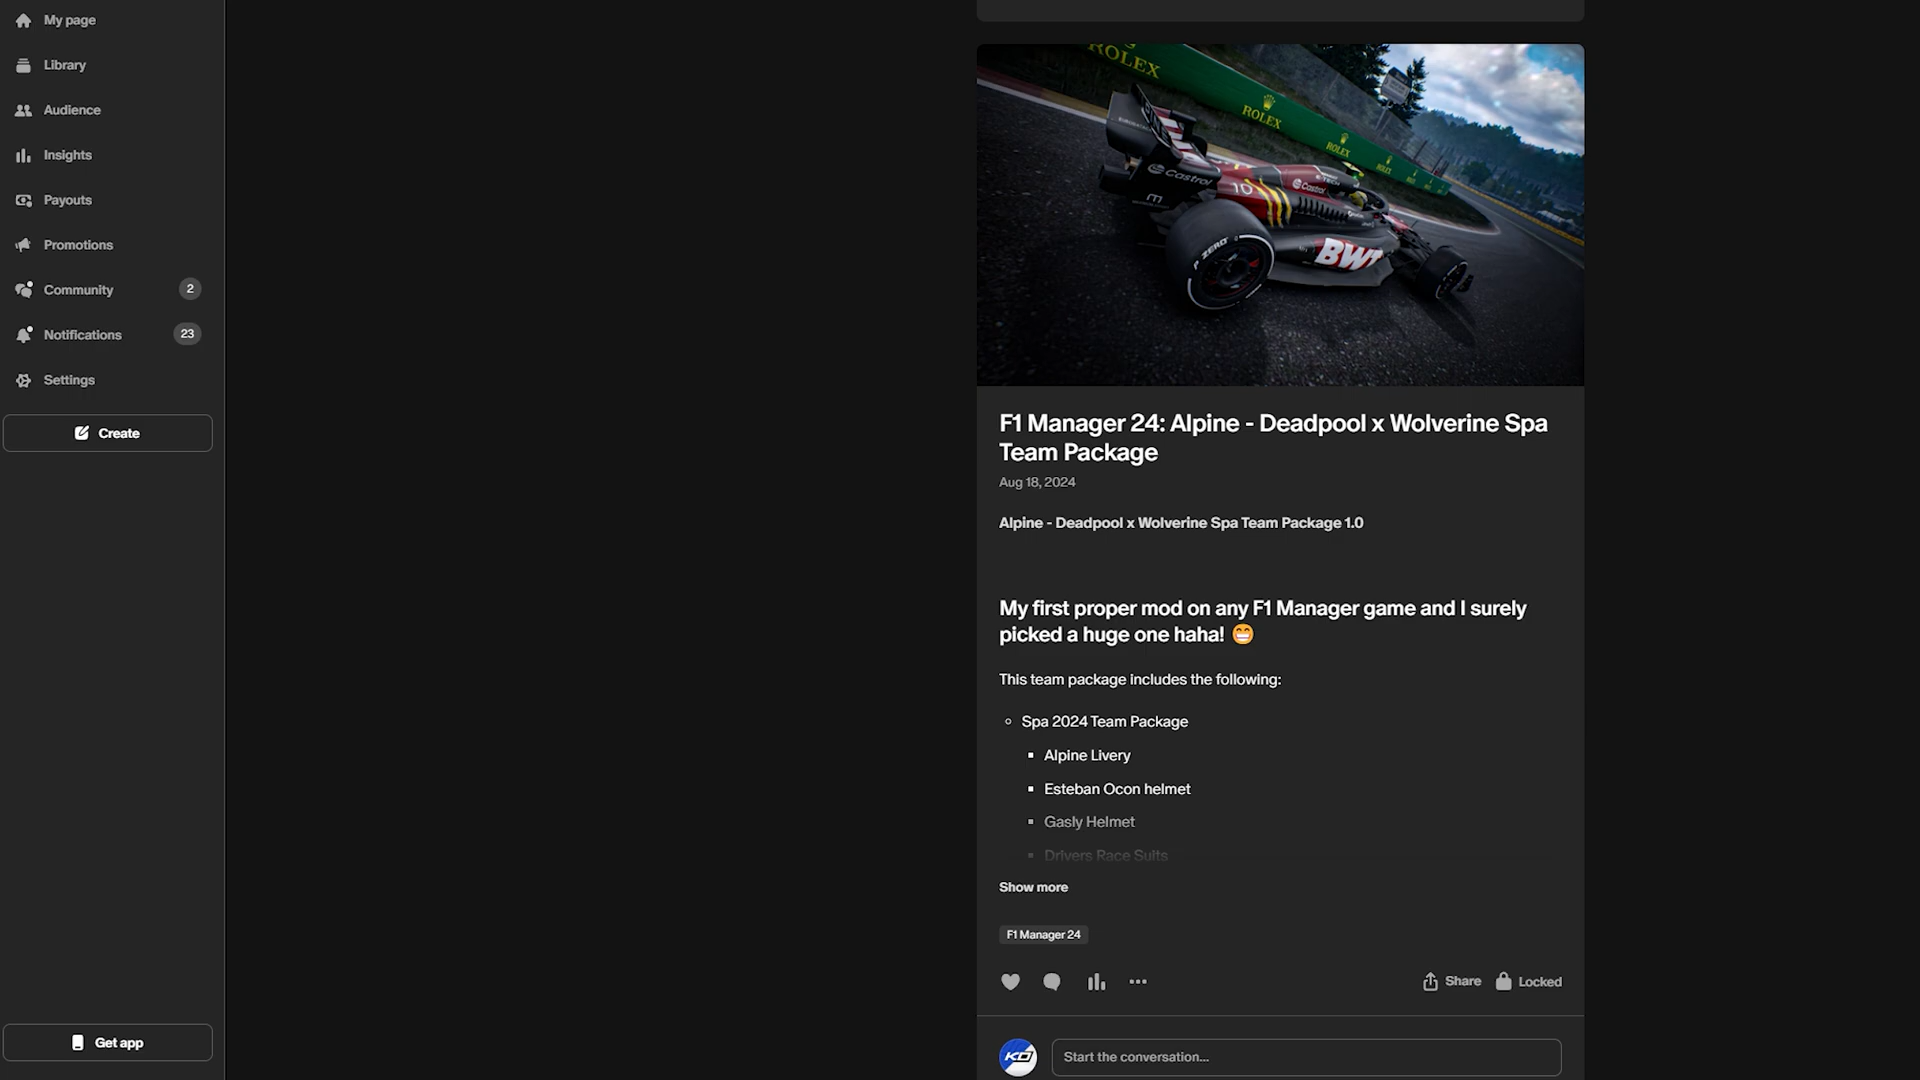 My page
Library
Audience
Insights
Payouts
Promotions
Community
2
Notifications
23
Settings
Create
Get app
ROLEX
ROLEX
ROLEX
ROLEX
Castrol
10
Castrol
P ZERO
BWT
F1 Manager 24: Alpine - Deadpool x Wolverine Spa
Team Package
Aug 18, 2024
Alpine - Deadpool x Wolverine Spa Team Package 1.0
My first proper mod on any F1 Manager game and I surely
picked a huge one haha! 😁
This team package includes the following:
Spa 2024 Team Package
Alpine Livery
Esteban Ocon helmet
Gasly Helmet
Drivers Race Suits
Show more
F1 Manager 24
Share
Locked
KD
Start the conversation...